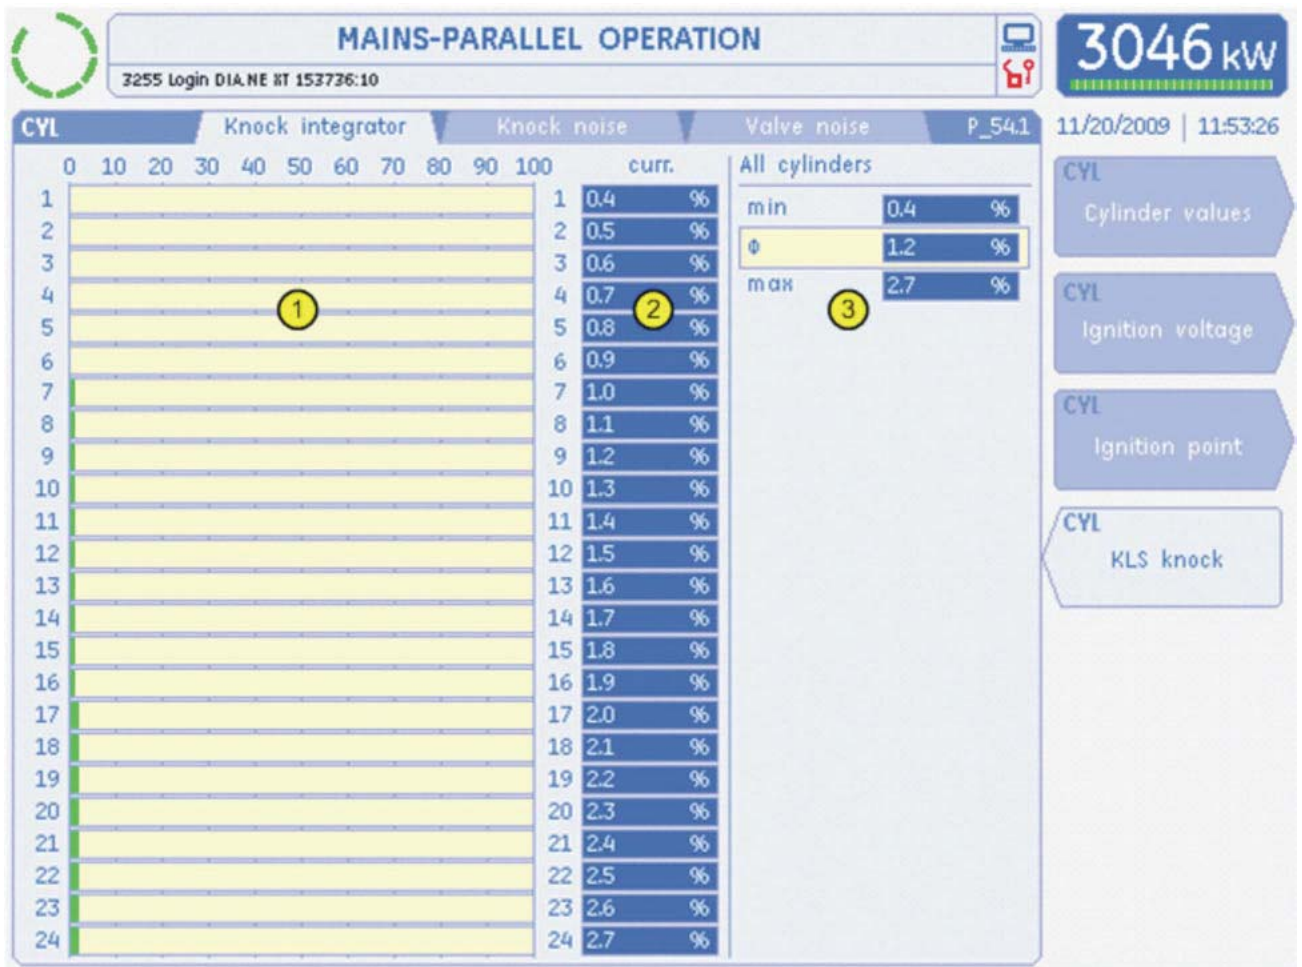 MAINS-PARALLEL OPERATION
3046 kW
3255 Login DIA.NE XT 153736:10
CYL Knock integrator Knock noise Valve noise P_54.1
11/20/2009 | 11:53:26
0 10 20 30 40 50 60 70 80 90 100 curr. All cylinders
1 1 0.4 %
2 2 0.5 %
3 3 0.6 %
4 4 0.7 %
5 5 0.8 %
6 6 0.9 %
7 7 1.0 %
8 8 1.1 %
9 9 1.2 %
10 10 1.3 %
11 11 1.4 %
12 12 1.5 %
13 13 1.6 %
14 14 1.7 %
15 15 1.8 %
16 16 1.9 %
17 17 2.0 %
18 18 2.1 %
19 19 2.2 %
20 20 2.3 %
21 21 2.4 %
22 22 2.5 %
23 23 2.6 %
24 24 2.7 %
1
2
3
min 0.4 %
Φ 1.2 %
max 2.7 %
CYL
Cylinder values
CYL
Ignition voltage
CYL
Ignition point
CYL
KLS knock